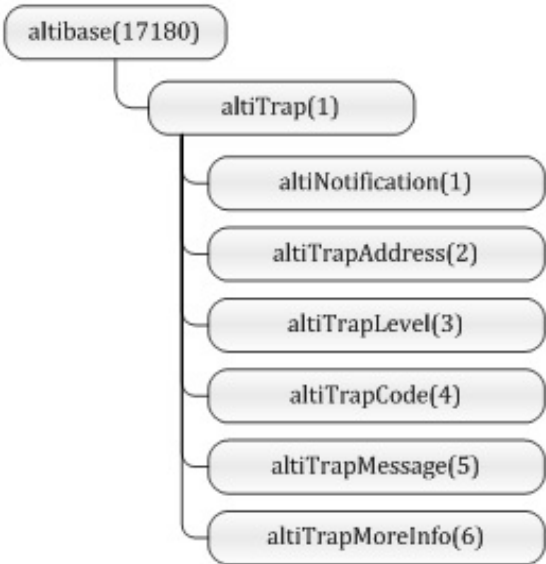 altibase(17180)
altiTrap(1)
altiNotification(1)
altiTrapAddress(2)
altiTrapLevel(3)
altiTrapCode(4)
altiTrapMessage(5)
altiTrapMoreInfo(6)